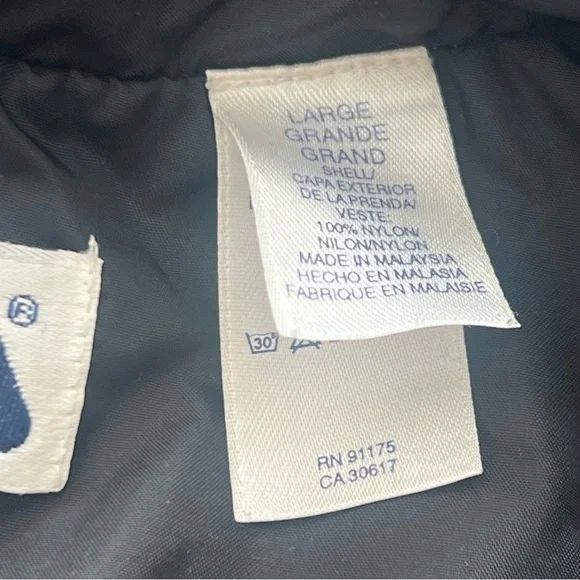 LARGE
GRANDE
GRAND
SHELL/
CAPA EXTERIOR
DE LA PRENDA/
VESTE:
100% NYLON/
NILON/NYLON
MADE IN MALAYSIA
HECHO EN MALASIA
FABRIQUE EN MALAISIE
30°
RN 91175
CA 30617
®